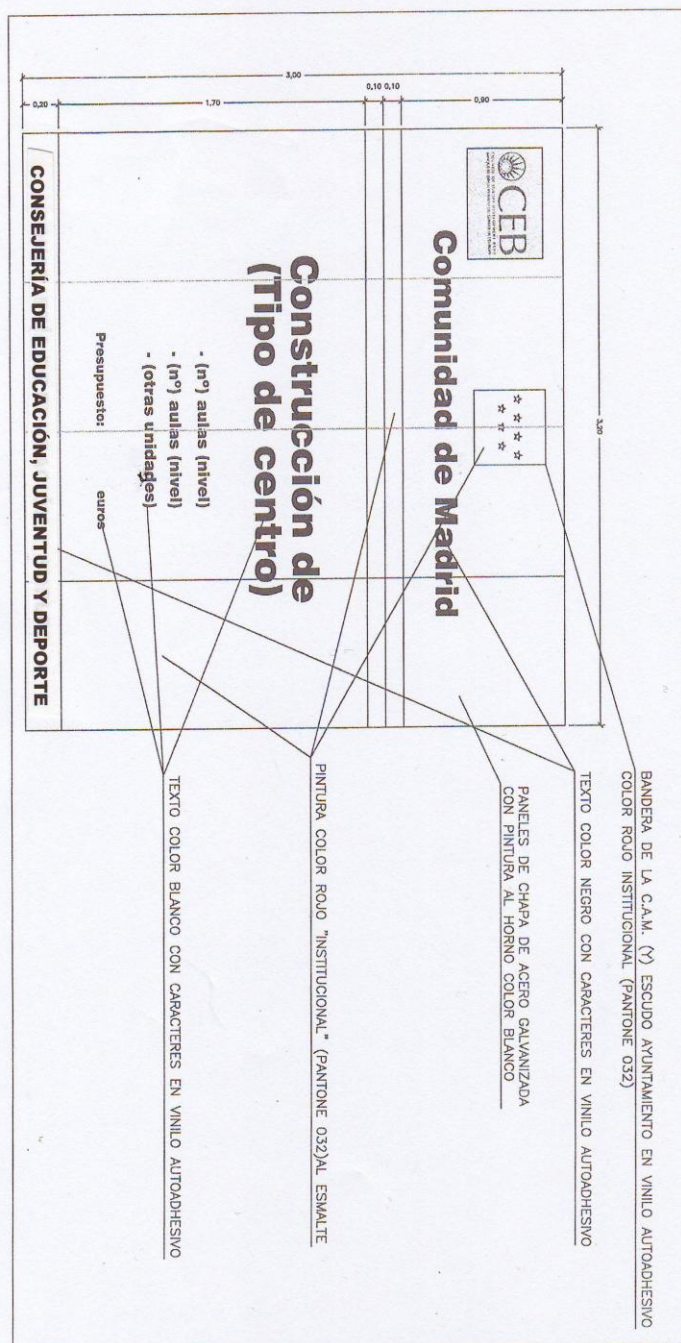 3,20
3,00
0,90
0,10
0,10
1,70
0,20
CEB
Comunidad de Madrid
Construcción de
(Tipo de centro)
- (nº) aulas (nivel)
- (nº) aulas (nivel)
- (otras unidades)
Presupuesto: euros
CONSEJERÍA DE EDUCACIÓN, JUVENTUD Y DEPORTE
BANDERA DE LA C.A.M. (Y) ESCUDO AYUNTAMIENTO EN VINILO AUTOADHESIVO
COLOR ROJO INSTITUCIONAL (PANTONE 032)
TEXTO COLOR NEGRO CON CARACTERES EN VINILO AUTOADHESIVO
PANELES DE CHAPA DE ACERO GALVANIZADA
CON PINTURA AL HORNO COLOR BLANCO
PINTURA COLOR ROJO "INSTITUCIONAL" (PANTONE 032)AL ESMALTE
TEXTO COLOR BLANCO CON CARACTERES EN VINILO AUTOADHESIVO